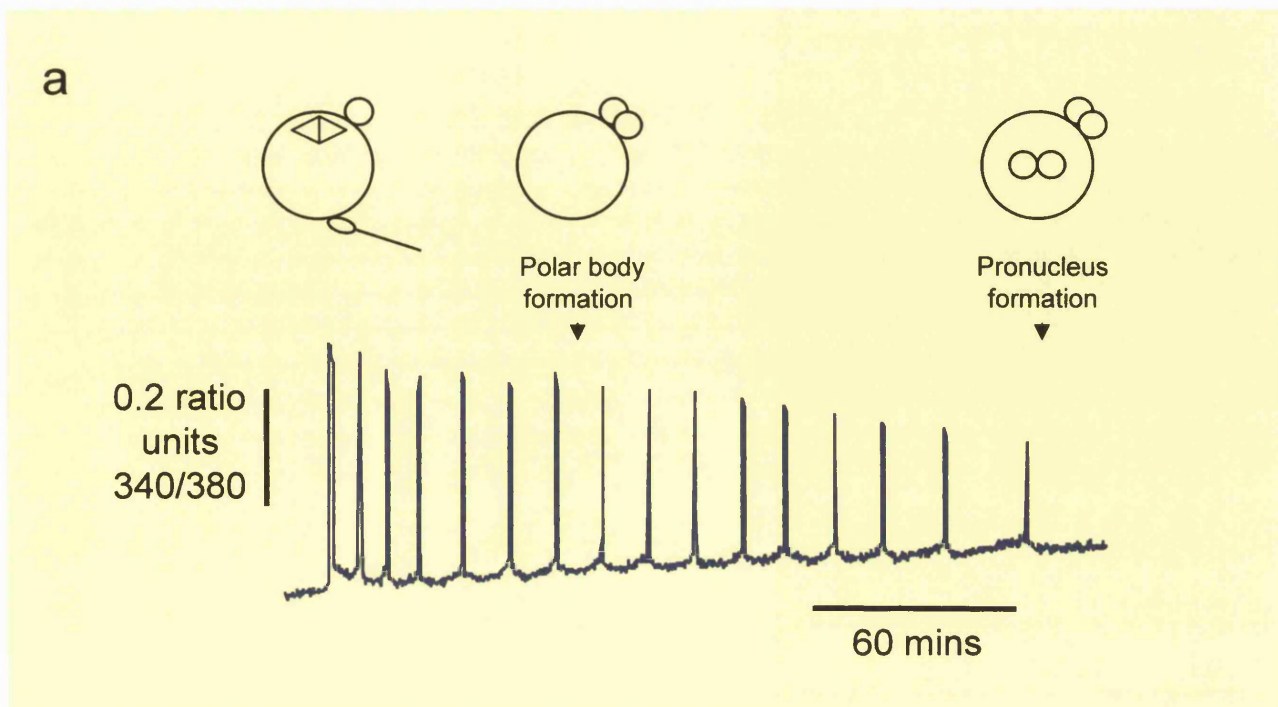 a
Polar body
formation
Pronucleus
formation
0.2 ratio
units
340/380
60 mins